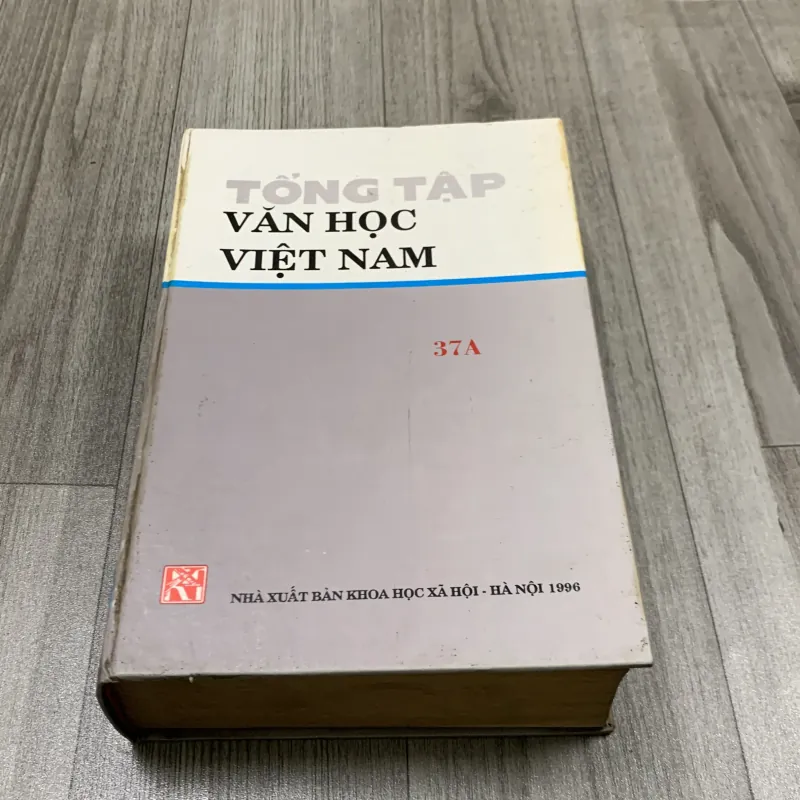 TỔNG TẬP
VĂN HỌC
VIỆT NAM
37A
NHÀ XUẤT BẢN KHOA HỌC XÃ HỘI - HÀ NỘI 1996